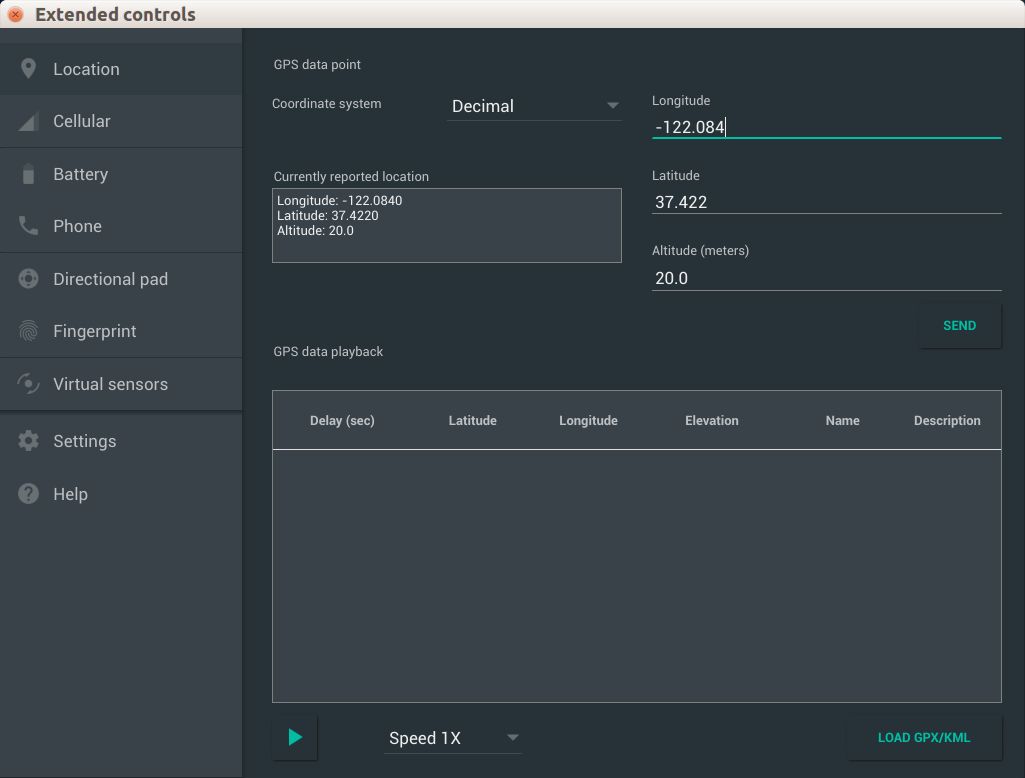 Extended controls
Location
Cellular
Battery
Phone
Directional pad
Fingerprint
Virtual sensors
Settings
Help
GPS data point
Coordinate system
Decimal
Longitude
-122.084
Currently reported location
Longitude: -122.0840
Latitude: 37.4220
Altitude: 20.0
Latitude
37.422
Altitude (meters)
20.0
SEND
GPS data playback
Delay (sec) Latitude Longitude Elevation Name Description
Speed 1X
LOAD GPX/KML